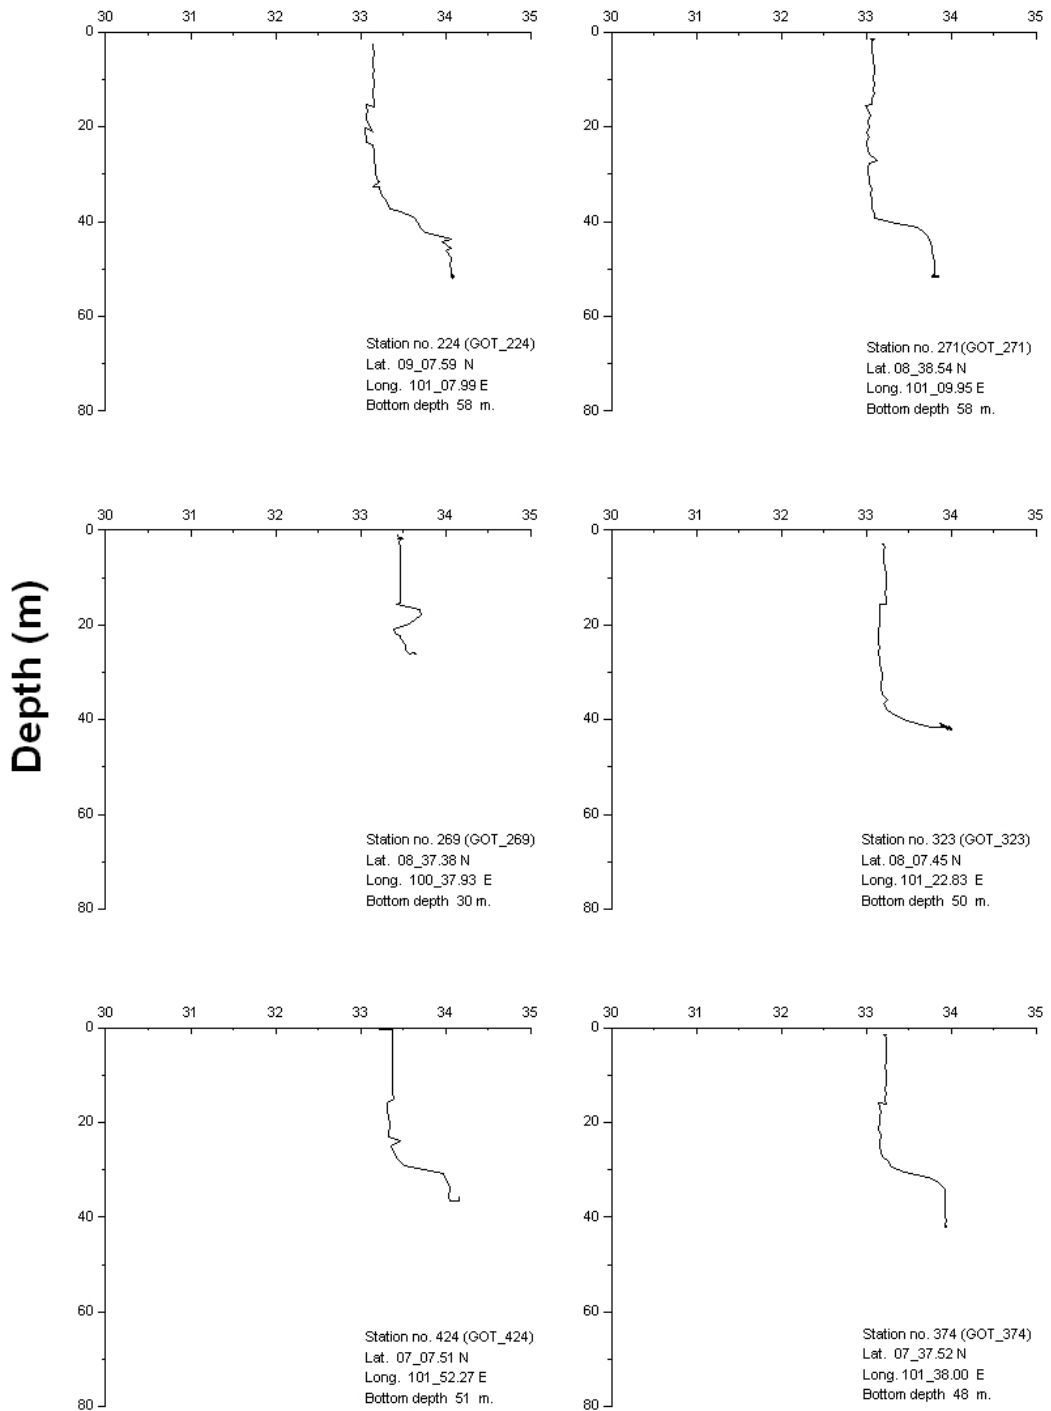 30 31 32 33 34 35
0
20
40
60
80
Station no. 224 (GOT_224)
Lat. 09_07.59 N
Long. 101_07.99 E
Bottom depth 58 m.
30 31 32 33 34 35
0
20
40
60
80
Station no. 271(GOT_271)
Lat. 08_38.54 N
Long. 101_09.95 E
Bottom depth 58 m.
Depth (m)
30 31 32 33 34 35
0
20
40
60
80
Station no. 269 (GOT_269)
Lat. 08_37.38 N
Long. 100_37.93 E
Bottom depth 30 m.
30 31 32 33 34 35
0
20
40
60
80
Station no. 323 (GOT_323)
Lat. 08_07.45 N
Long. 101_22.83 E
Bottom depth 50 m.
30 31 32 33 34 35
0
20
40
60
80
Station no. 424 (GOT_424)
Lat. 07_07.51 N
Long. 101_52.27 E
Bottom depth 51 m.
30 31 32 33 34 35
0
20
40
60
80
Station no. 374 (GOT_374)
Lat. 07_37.52 N
Long. 101_38.00 E
Bottom depth 48 m.